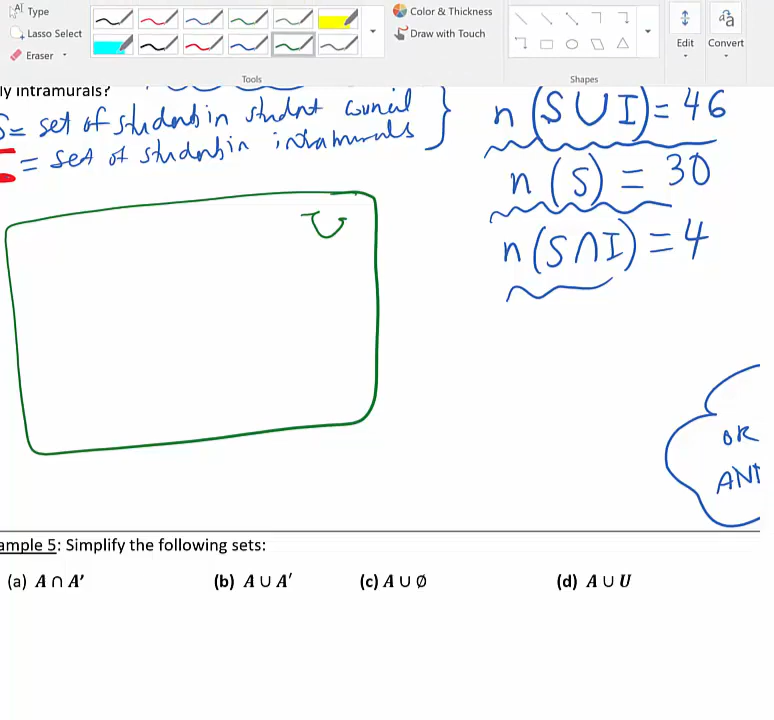 Type
Lasso Select
Eraser
Color & Thickness
Draw with Touch
Edit
Convert
Tools
Shapes
ly intramurals?
S = set of students in student council
I = set of students in intramurals
n(S ∪ I) = 46
n(S) = 30
n(S ∩ I) = 4
U
OR
AND
ample 5: Simplify the following sets:
(a) A ∩ A' (b) A ∪ A' (c) A ∪ Ø (d) A ∪ U